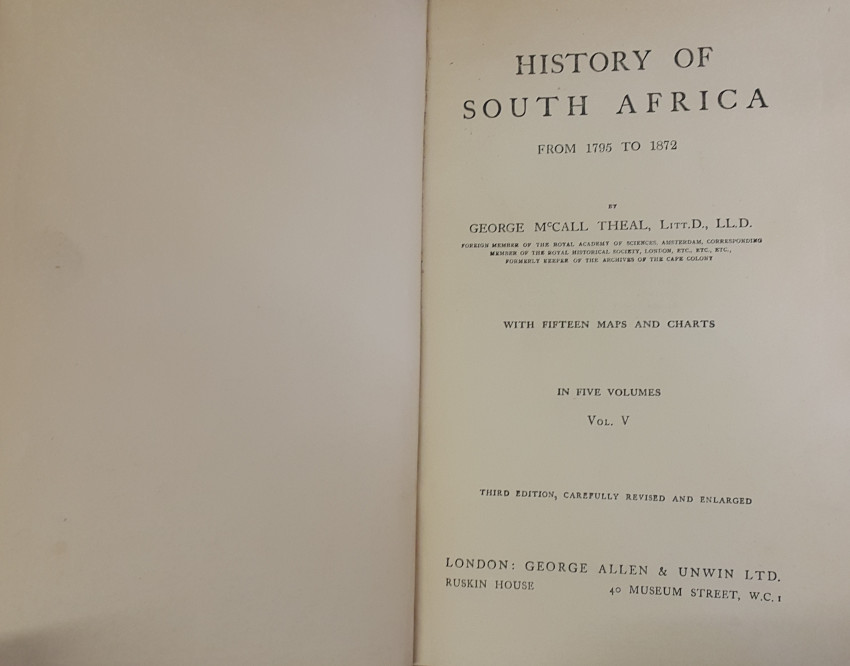 HISTORY OF
SOUTH AFRICA
FROM 1795 TO 1872
BY
GEORGE McCALL THEAL, LITT.D., LL.D.
FOREIGN MEMBER OF THE ROYAL ACADEMY OF SCIENCES, AMSTERDAM, CORRESPONDING
MEMBER OF THE ROYAL HISTORICAL SOCIETY, LONDON, ETC., ETC., ETC.,
FORMERLY KEEPER OF THE ARCHIVES OF THE CAPE COLONY
WITH FIFTEEN MAPS AND CHARTS
IN FIVE VOLUMES
VOL. V
THIRD EDITION, CAREFULLY REVISED AND ENLARGED
LONDON: GEORGE ALLEN & UNWIN LTD.
RUSKIN HOUSE 40 MUSEUM STREET, W.C. 1